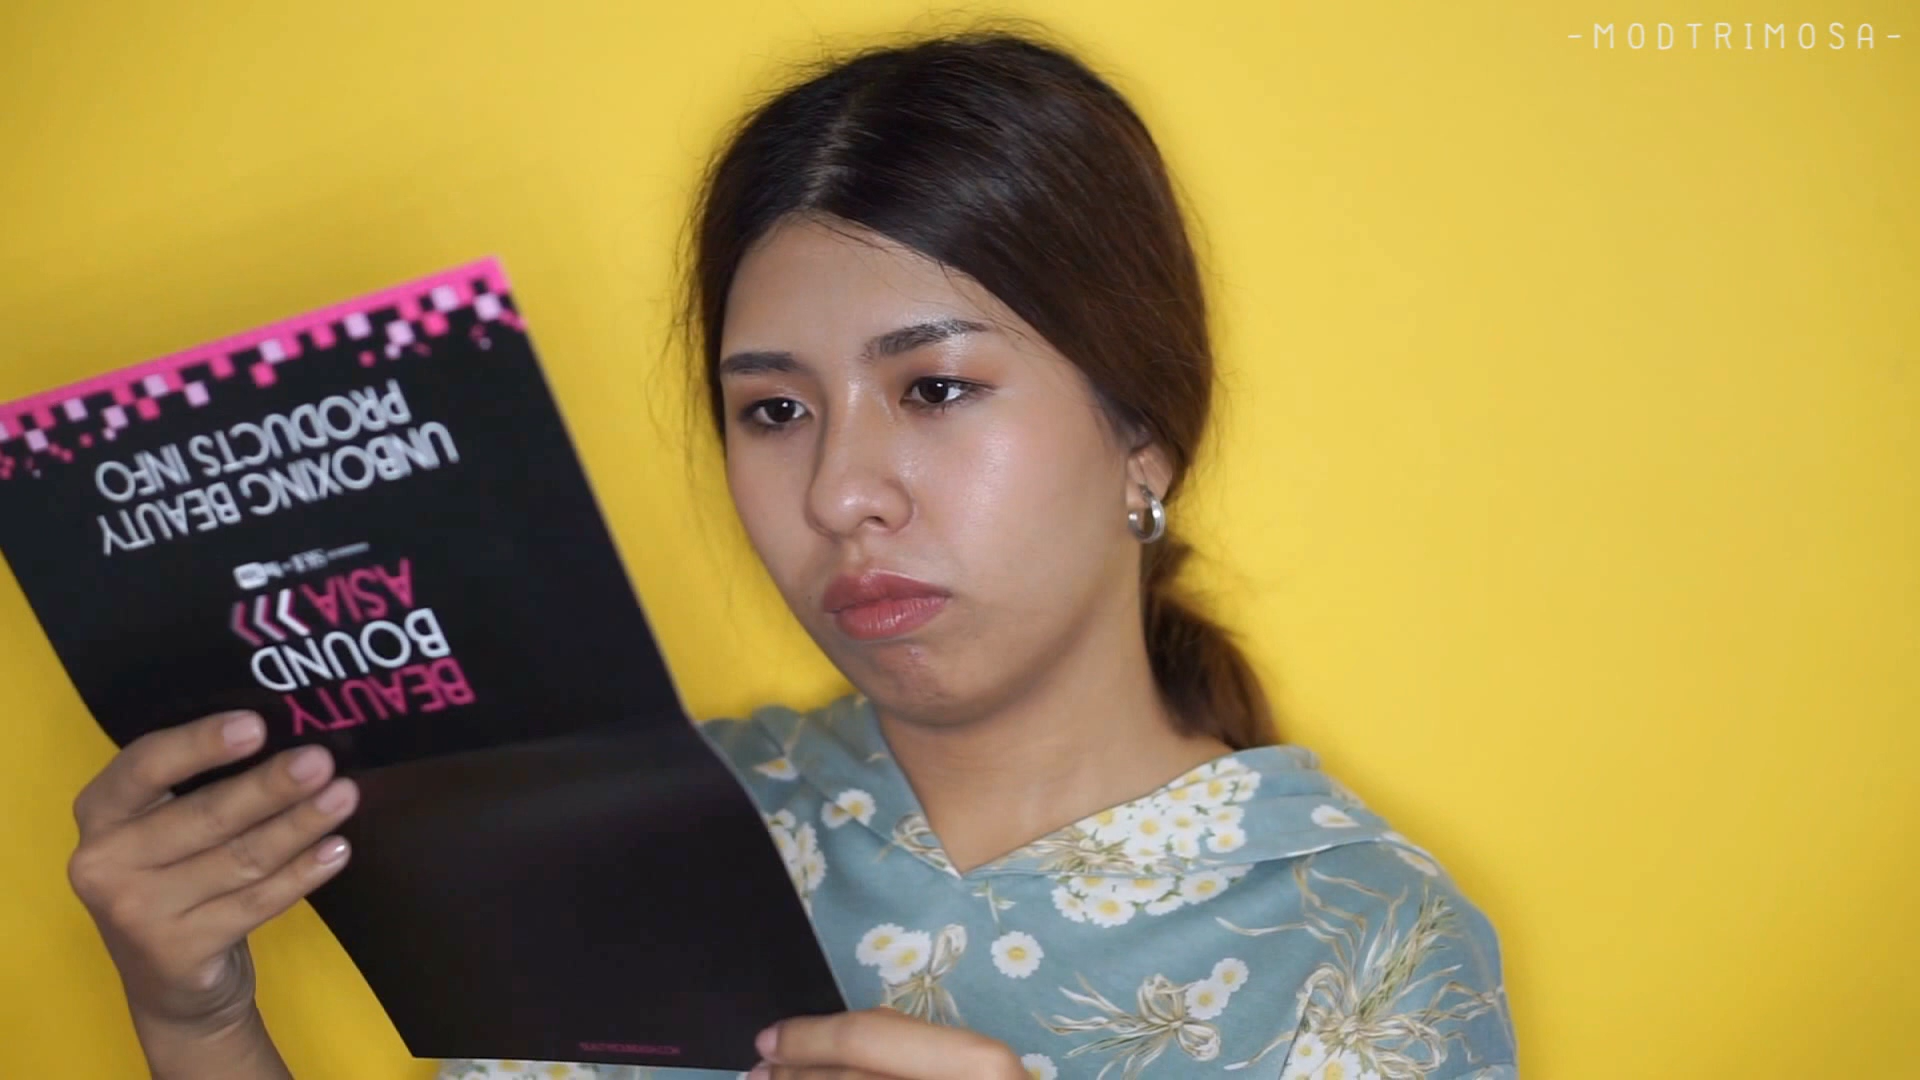 -MODTRIMOSA-
BEAUTY
BOUND
ASIA
UNBOXING BEAUTY
PRODUCTS INFO